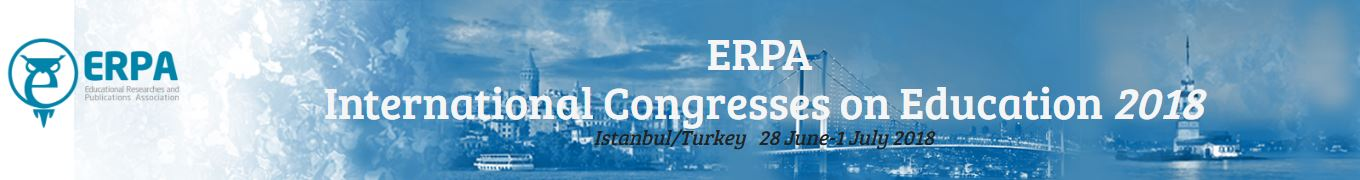 ERPA
Educational Researches and
Publications Association
ERPA
International Congresses on Education 2018
Istanbul/Turkey 28 June-1 July 2018